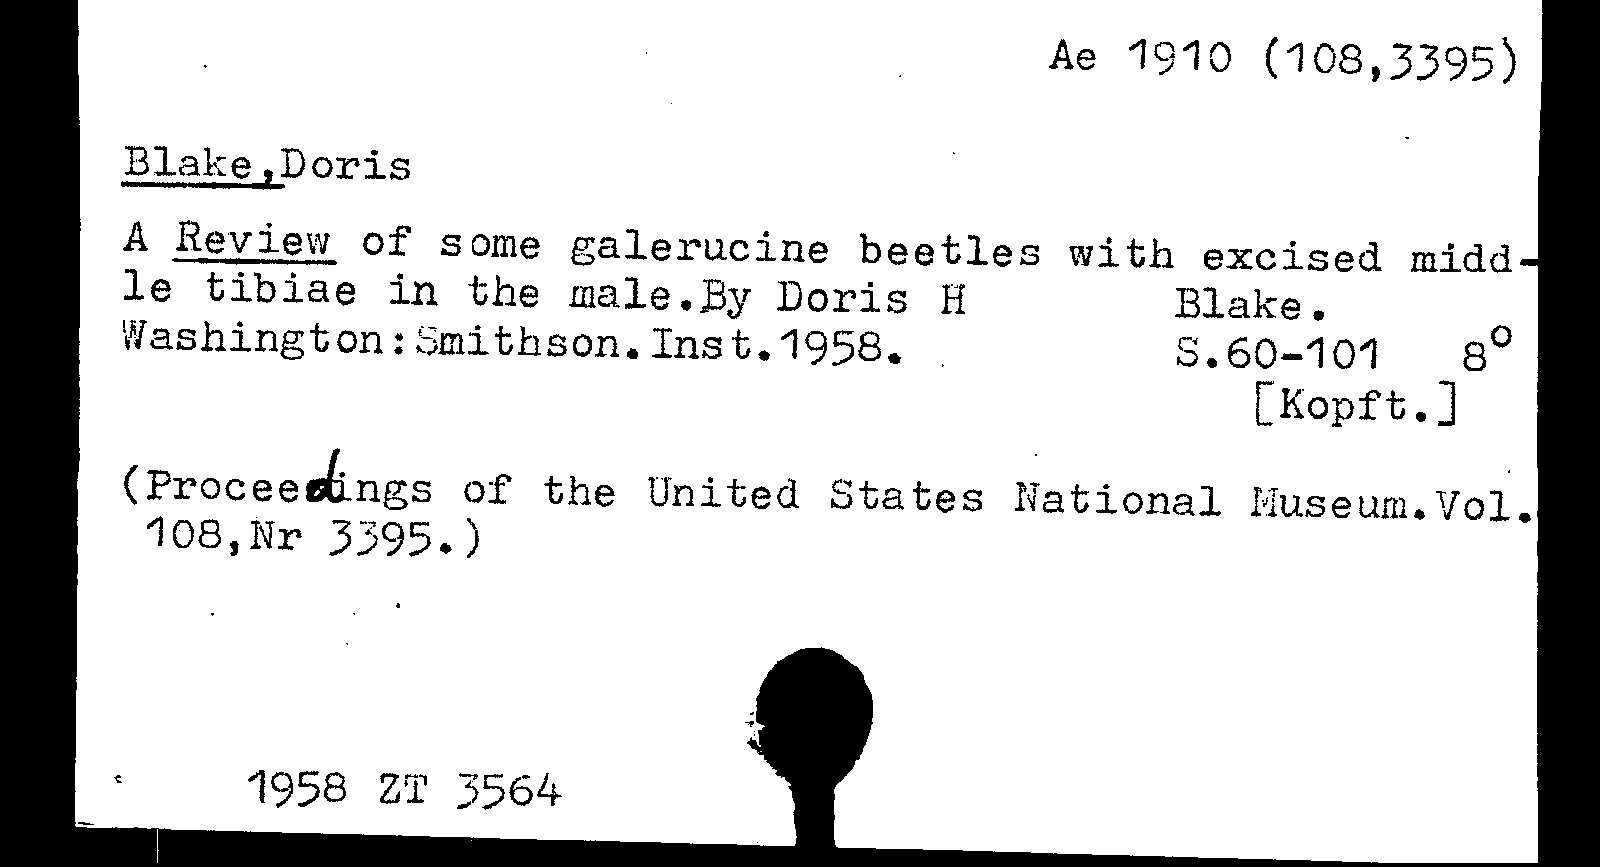 Ae 1910 (108,3395)
Blake,Doris
A Review of some galerucine beetles with excised midd-
le tibiae in the male.By Doris H Blake.
Washington:Smithson.Inst.1958. S.60-101 8°
[Kopft.]
(Proceedings of the United States National Museum.Vol.
108,Nr 3395.)
1958 ZT 3564